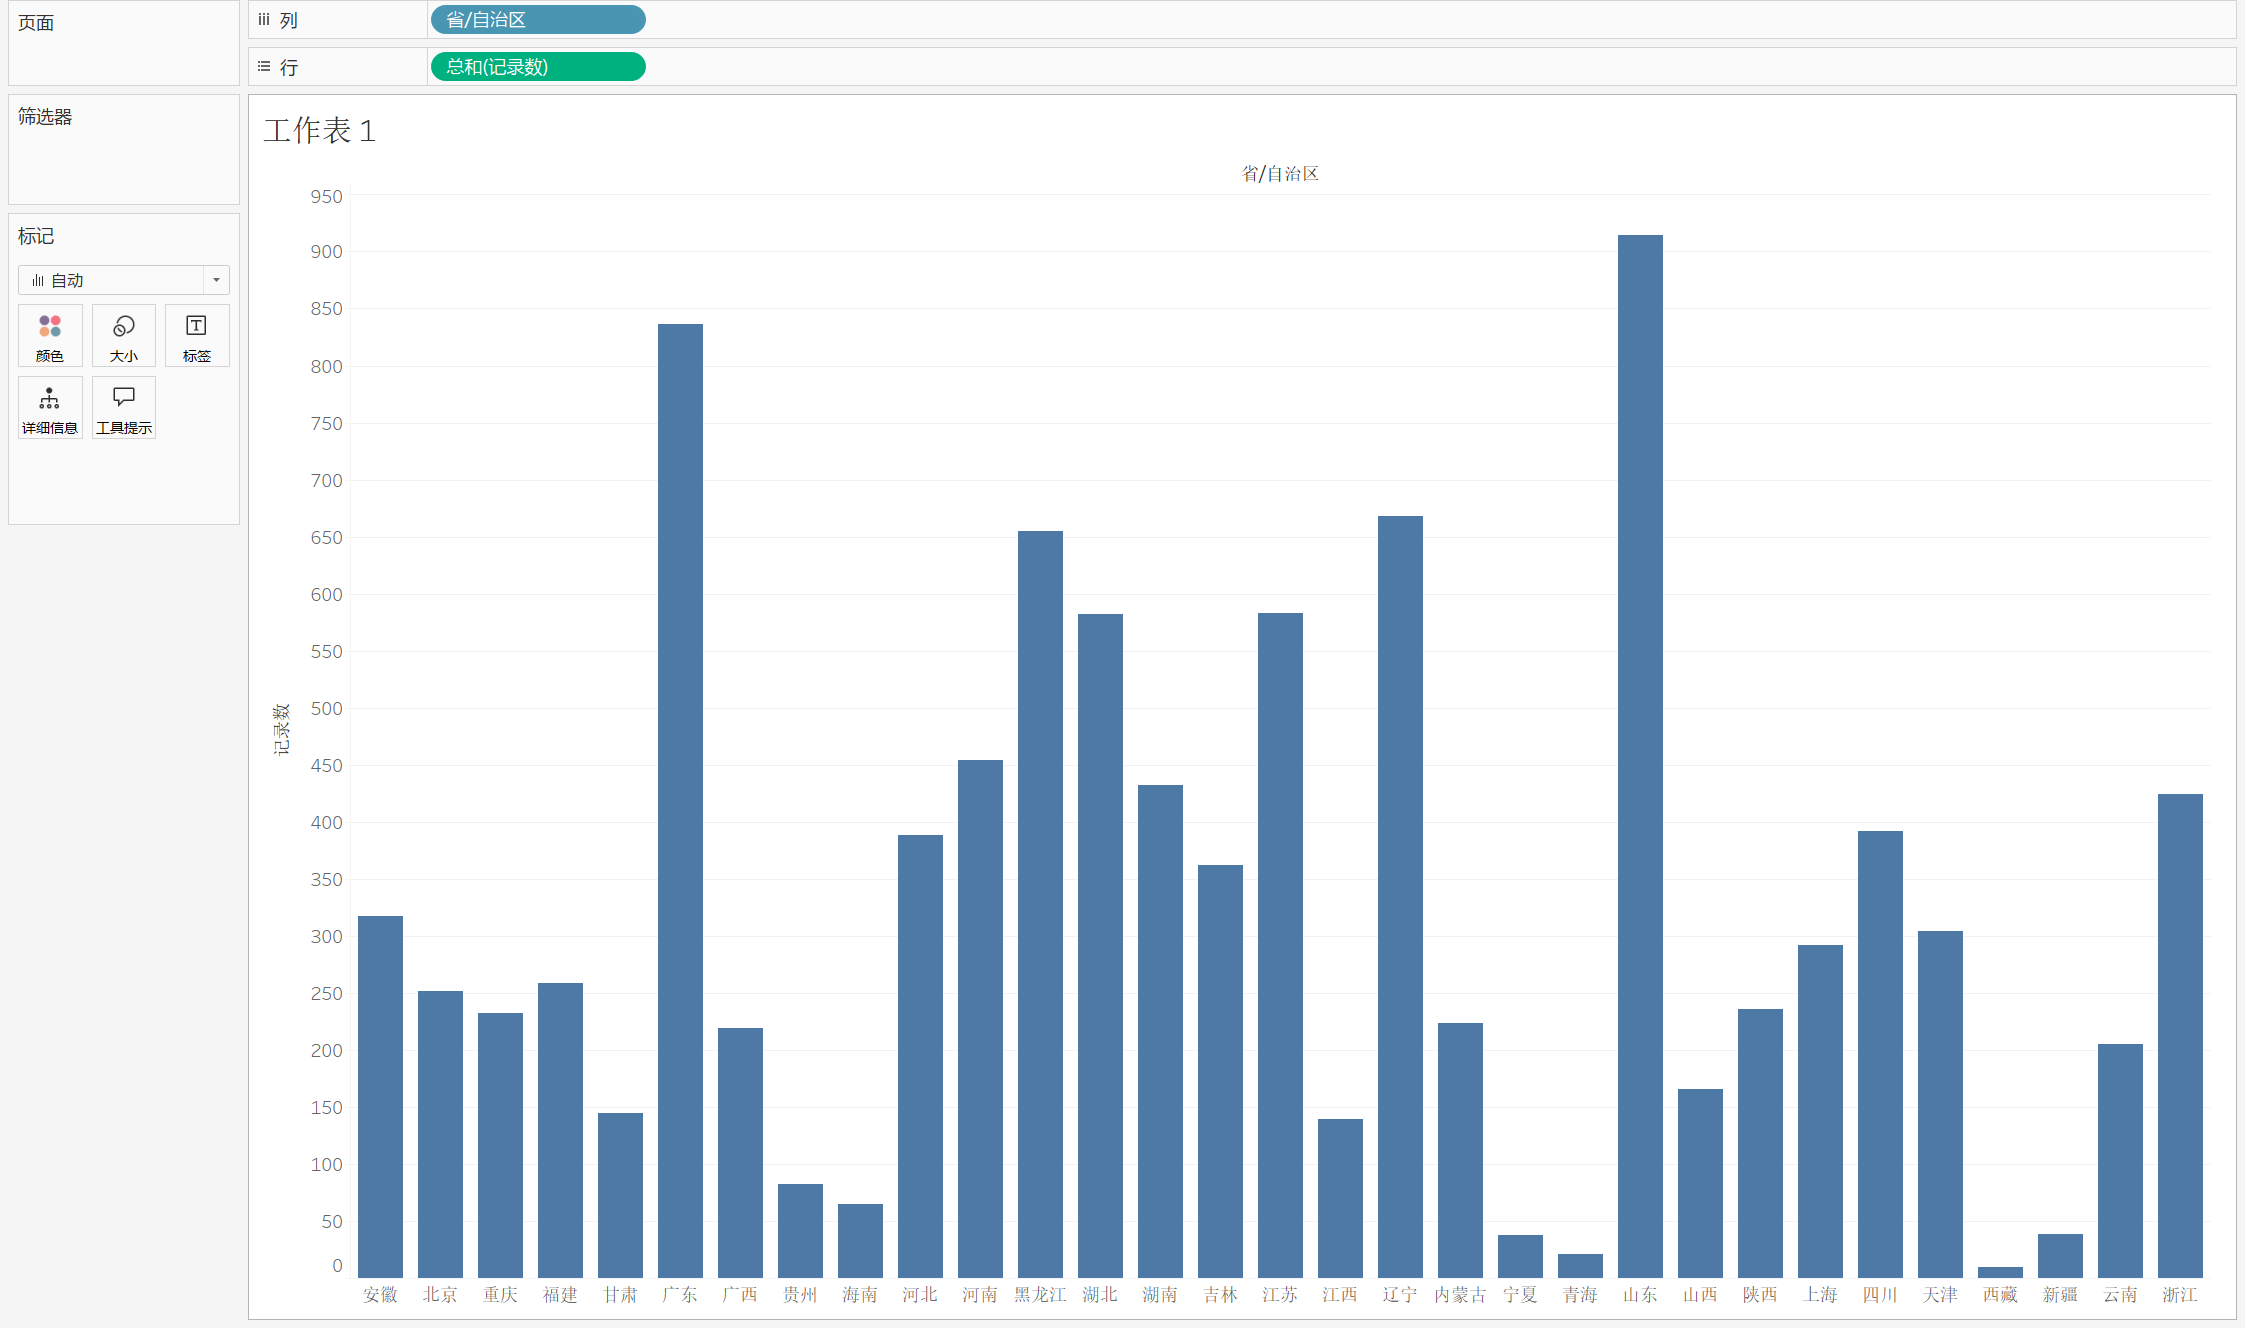 页面
列
省/自治区
行
总和(记录数)
筛选器
标记
自动
颜色
大小
标签
详细信息
工具提示
工作表 1
省/自治区
950
900
850
800
750
700
650
600
550
500
450
400
350
300
250
200
150
100
50
0
记录数
安徽 北京 重庆 福建 甘肃 广东 广西 贵州 海南 河北 河南 黑龙江 湖北 湖南 吉林 江苏 江西 辽宁 内蒙古 宁夏 青海 山东 山西 陕西 上海 四川 天津 西藏 新疆 云南 浙江